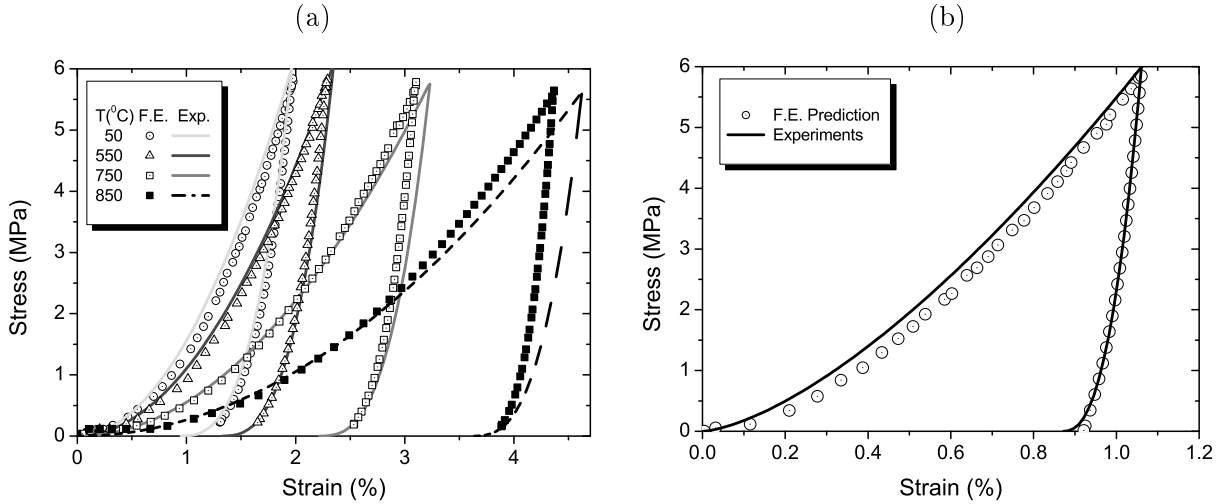 (a)
(b)
6
5
4
3
2
1
0
Stress (MPa)
T(⁰C) F.E. Exp.
50
550
750
850
0 1 2 3 4
Strain (%)
6
5
4
3
2
1
0
Stress (MPa)
F.E. Prediction
Experiments
0.0 0.2 0.4 0.6 0.8 1.0 1.2
Strain (%)